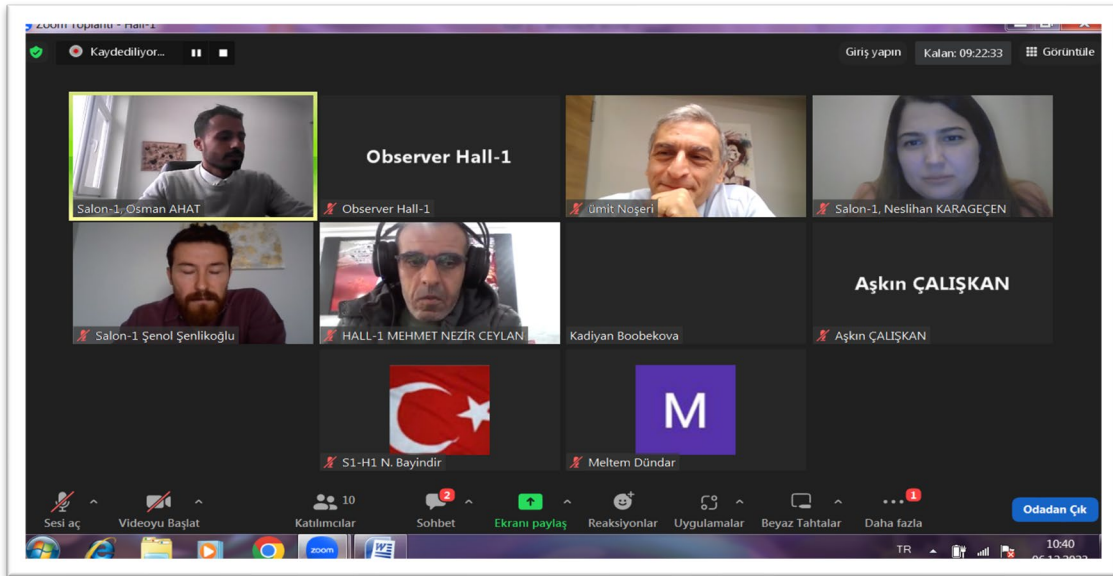 Zoom Toplantı - Hall-1
Kaydediliyor...
Giriş yapın
Kalan: 09:22:33
Görüntüle
Salon-1, Osman AHAT
Observer Hall-1
Observer Hall-1
ümit Noşeri
Salon-1, Neslihan KARAGEÇEN
Salon-1 Şenol Şenlikoğlu
HALL-1 MEHMET NEZİR CEYLAN
Kadiyan Boobekova
Aşkın ÇALIŞKAN
Aşkın ÇALIŞKAN
S1-H1 N. Bayindir
M
Meltem Dündar
10
2
1
Sesi aç
Videoyu Başlat
Katılımcılar
Sohbet
Ekranı paylaş
Reaksiyonlar
Uygulamalar
Beyaz Tahtalar
Daha fazla
Odadan Çık
zoom
W
TR
10:40